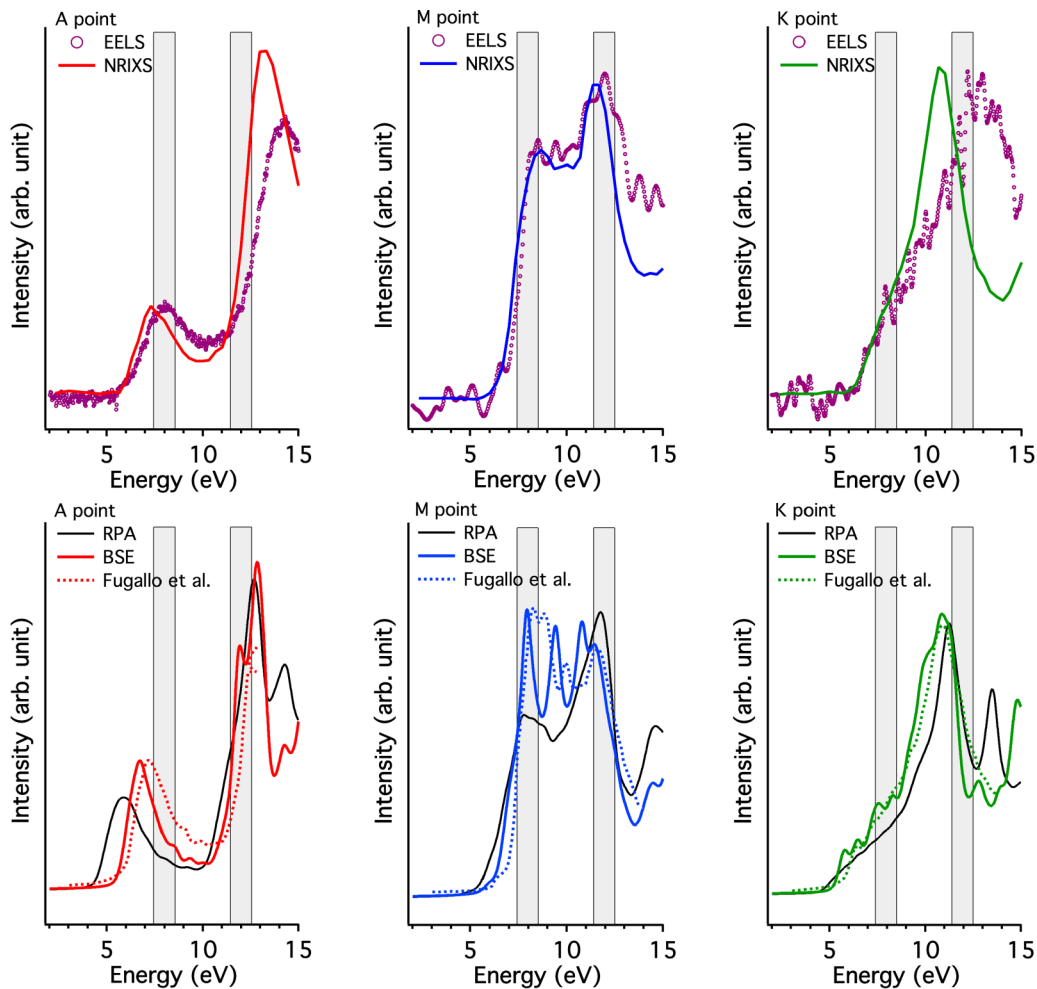 A point
EELS
NRIXS
Intensity (arb. unit)
5
10
15
Energy (eV)
M point
EELS
NRIXS
Intensity (arb. unit)
5
10
15
Energy (eV)
K point
EELS
NRIXS
Intensity (arb. unit)
5
10
15
Energy (eV)
A point
RPA
BSE
Fugallo et al.
Intensity (arb. unit)
5
10
15
Energy (eV)
M point
RPA
BSE
Fugallo et al.
Intensity (arb. unit)
5
10
15
Energy (eV)
K point
RPA
BSE
Fugallo et al.
Intensity (arb. unit)
5
10
15
Energy (eV)